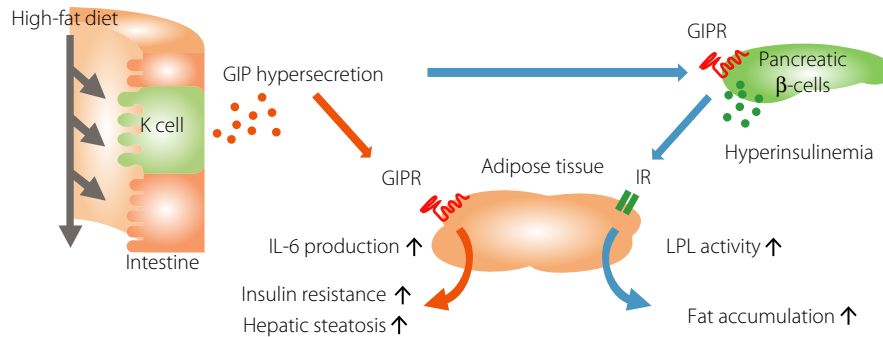 High-fat diet
GIPR
GIP hypersecretion
Pancreatic
β-cells
K cell
Hyperinsulinemia
Adipose tissue
GIPR
IR
IL-6 production ↑
LPL activity ↑
Intestine
Insulin resistance ↑
Fat accumulation ↑
Hepatic steatosis ↑